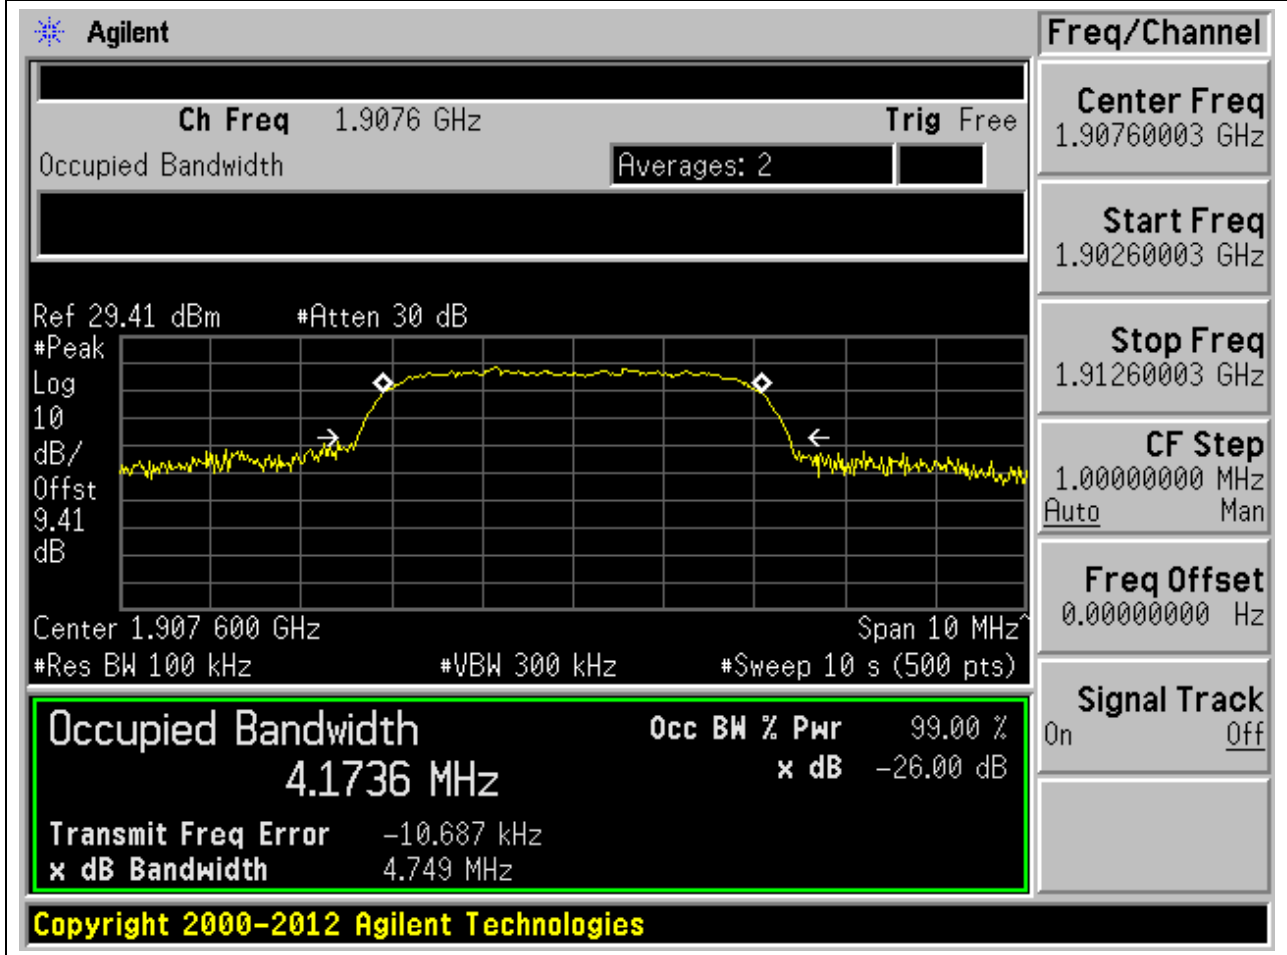 Agilent
Freq/Channel
Ch Freq 1.9076 GHz Trig Free
Occupied Bandwidth Averages: 2
Center Freq
1.90760003 GHz
Start Freq
1.90260003 GHz
Stop Freq
1.91260003 GHz
CF Step
1.00000000 MHz
Auto Man
Freq Offset
0.00000000 Hz
Signal Track
On Off
Ref 29.41 dBm #Atten 30 dB
#Peak
Log
10
dB/
Offst
9.41
dB
Center 1.907 600 GHz Span 10 MHz^
#Res BW 100 kHz #VBW 300 kHz #Sweep 10 s (500 pts)
Occupied Bandwidth Occ BW % Pwr 99.00 %
4.1736 MHz x dB -26.00 dB
Transmit Freq Error -10.687 kHz
x dB Bandwidth 4.749 MHz
Copyright 2000-2012 Agilent Technologies